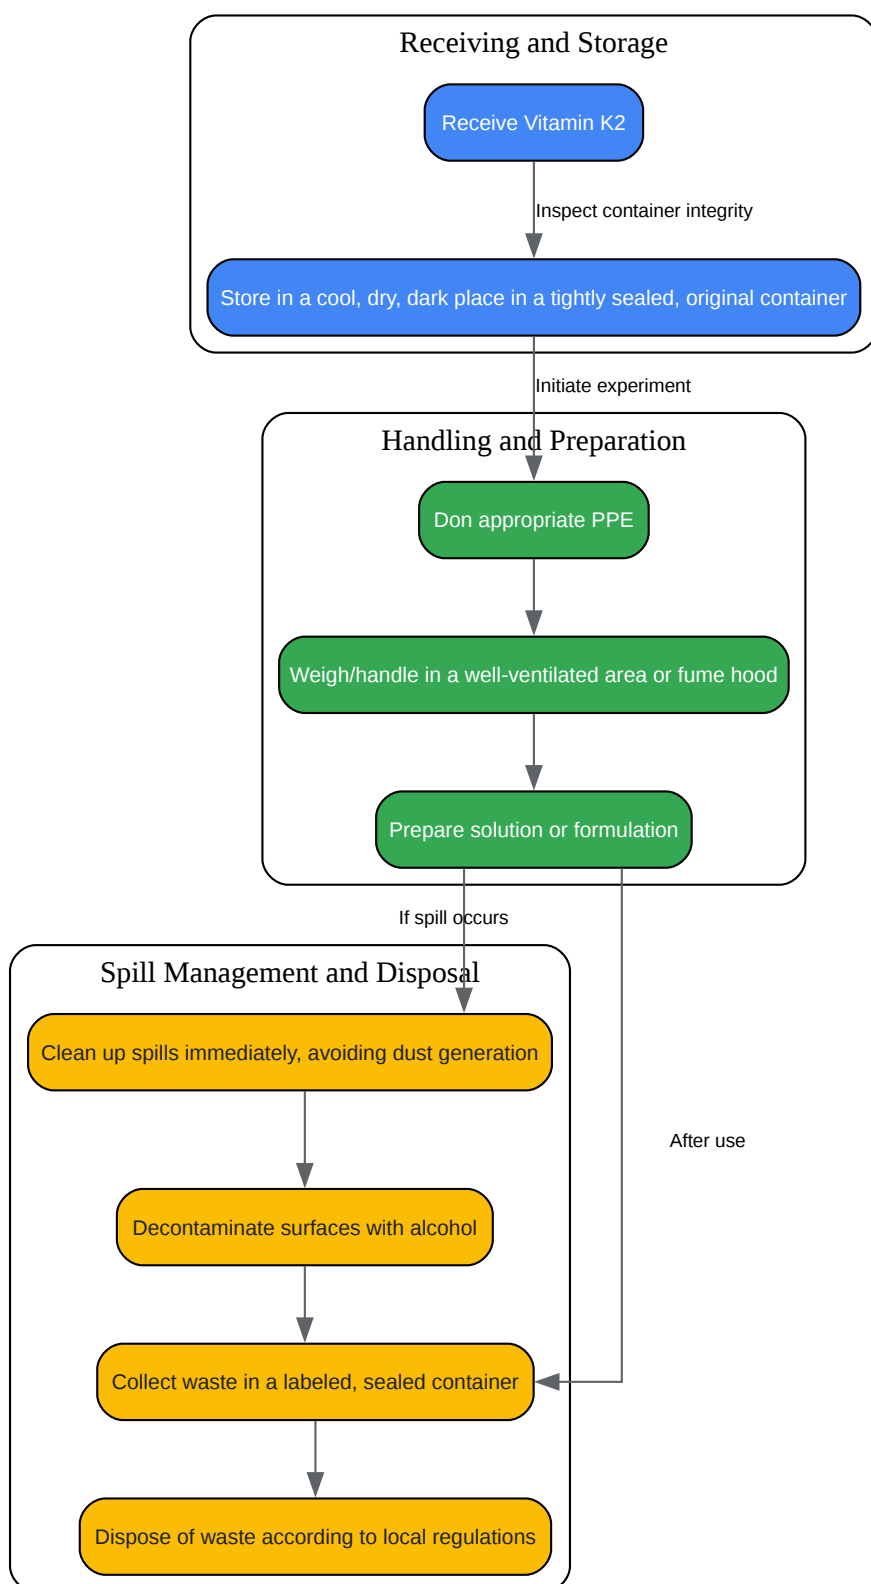 Receiving and Storage
Receive Vitamin K2
Inspect container integrity
Store in a cool, dry, dark place in a tightly sealed, original container
Initiate experiment
Handling and Preparation
Don appropriate PPE
Weigh/handle in a well-ventilated area or fume hood
Prepare solution or formulation
If spill occurs
Spill Management and Disposal
Clean up spills immediately, avoiding dust generation
After use
Decontaminate surfaces with alcohol
Collect waste in a labeled, sealed container
Dispose of waste according to local regulations